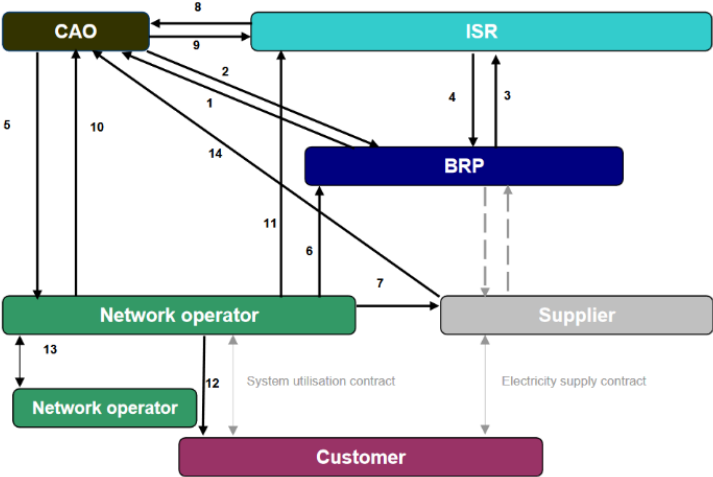 8
CAO
ISR
9
2
4
3
1
5
10
14
BRP
11
6
7
Network operator
Supplier
13
12
System utilisation contract
Electricity supply contract
Network operator
Customer